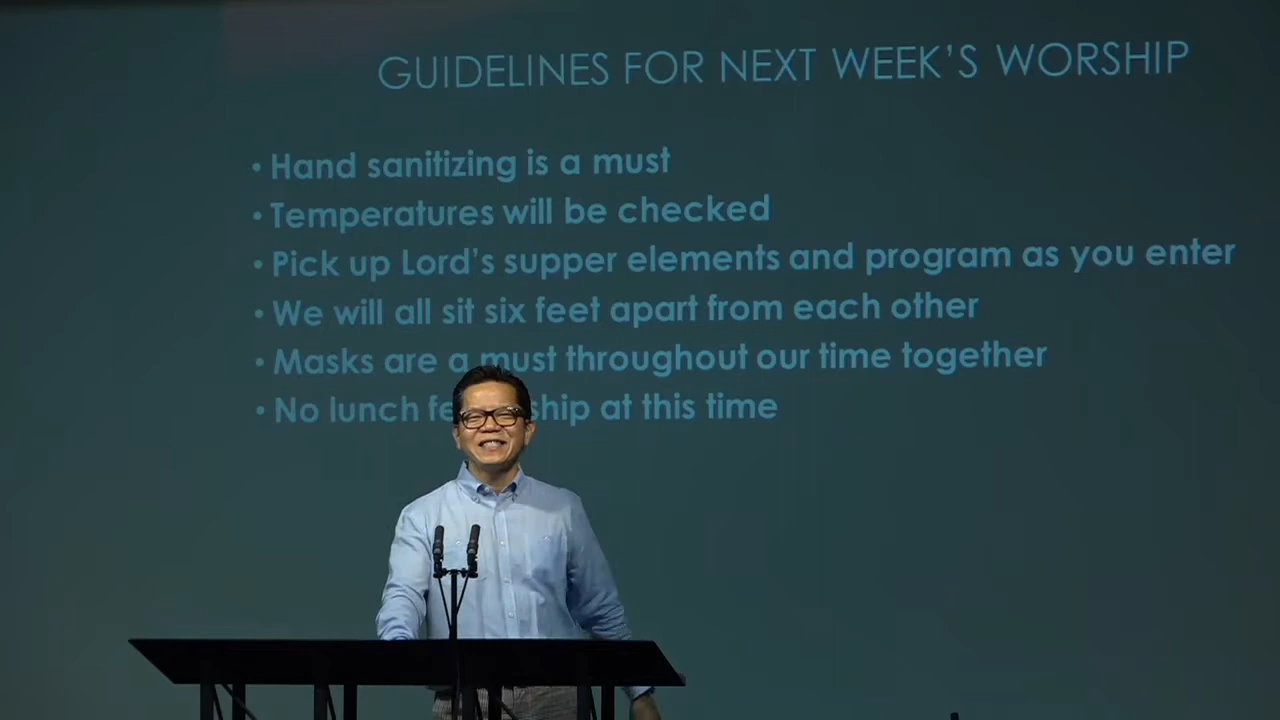 GUIDELINES FOR NEXT WEEK'S WORSHIP
• Hand sanitizing is a must
• Temperatures will be checked
• Pick up Lord's supper elements and program as you enter
• We will all sit six feet apart from each other
• Masks are a must throughout our time together
• No lunch at this time